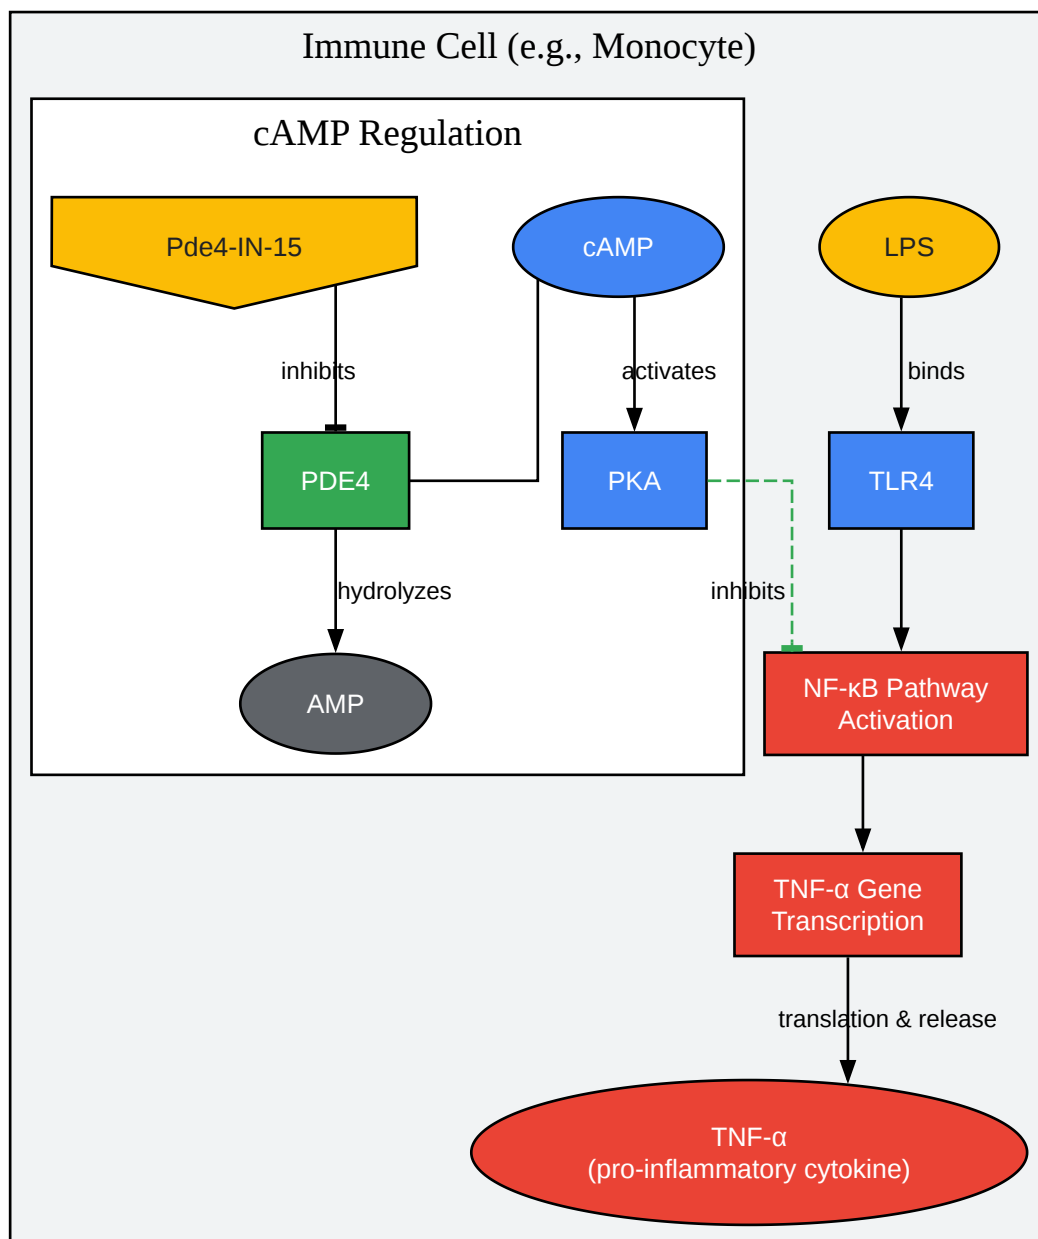 Immune Cell (e.g., Monocyte)
cAMP Regulation
Pde4-IN-15
cAMP
LPS
inhibits
activates
binds
PDE4
PKA
TLR4
hydrolyzes
inhibits
AMP
NF-κB Pathway
Activation
TNF-α Gene
Transcription
translation & release
TNF-α
(pro-inflammatory cytokine)